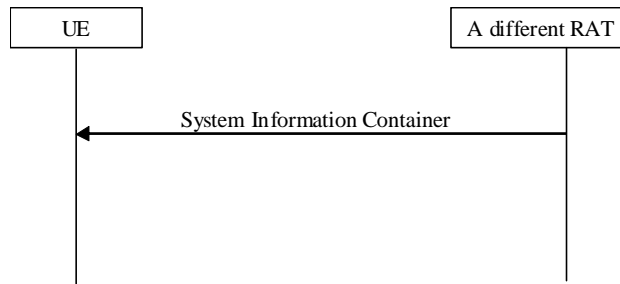 UE
A different RAT
System Information Container